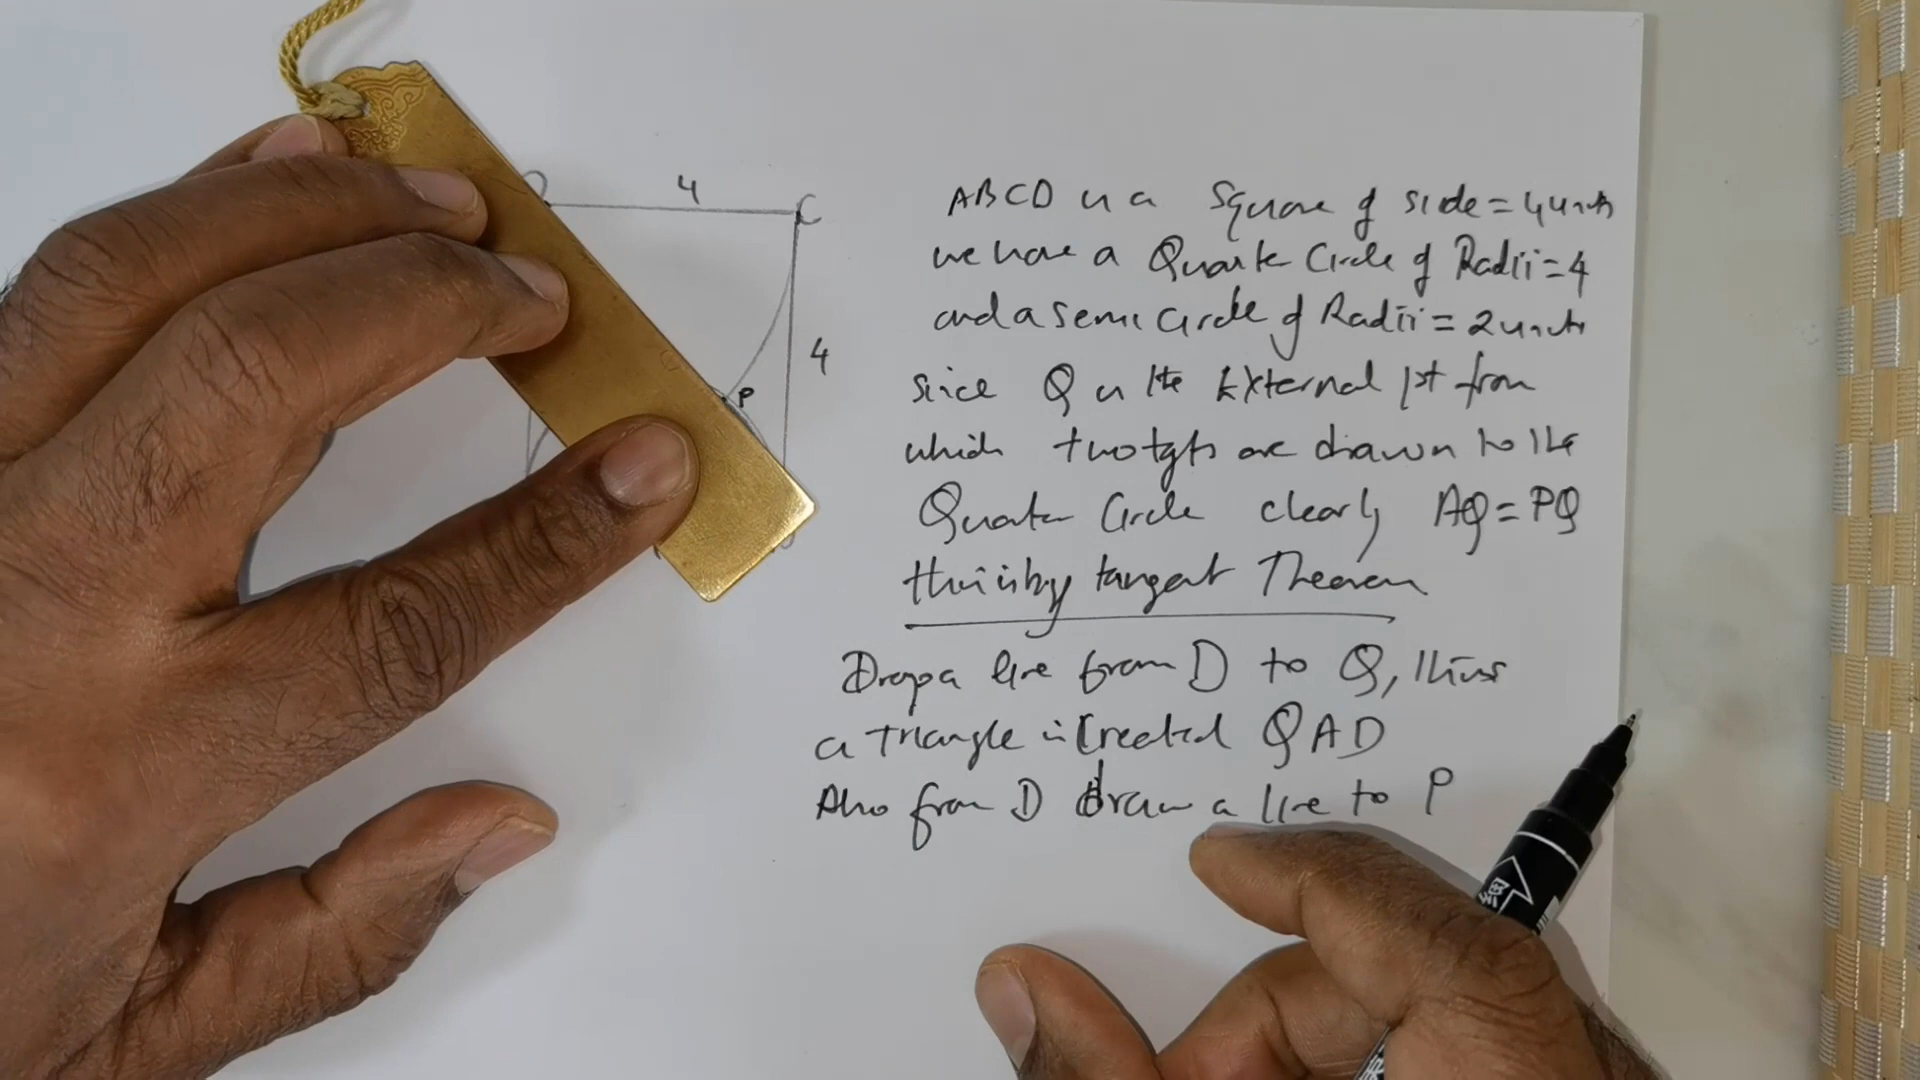 D
4
C
4
P
ABCD is a Square of side = 4units
we have a Quarter Circle of Radii = 4
and a semi circle of Radii = 2 units
since Q is the External pt from
which two tgts are drawn to the
Quarter Circle clearly AQ = PQ
this is by tangent Theorem
Drop a line from D to Q, thus
a triangle is Created QAD
Also from D draw a line to P